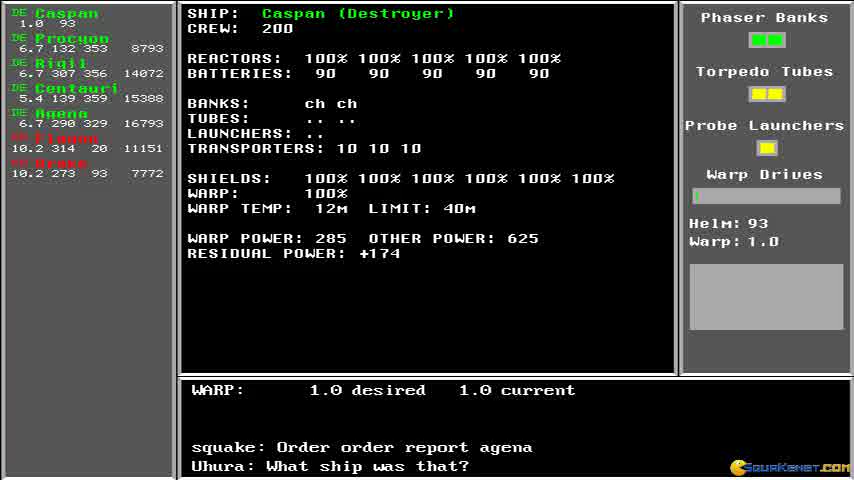 DE Caspan
1.0 93
DE Procyon
6.7 132 353 8793
DE Rigil
6.7 307 356 14072
DE Centauri
5.4 139 359 15388
DE Agena
6.7 290 329 16793
10.2 314 20 11151
10.2 273 93 7772
SHIP: Caspan (Destroyer)
CREW: 200
REACTORS: 100% 100% 100% 100% 100%
BATTERIES: 90 90 90 90 90
BANKS: ch ch
TUBES: .. ..
LAUNCHERS: ..
TRANSPORTERS: 10 10 10
SHIELDS: 100% 100% 100% 100% 100% 100%
WARP: 100%
WARP TEMP: 12m LIMIT: 40m
WARP POWER: 285 OTHER POWER: 625
RESIDUAL POWER: +174
Phaser Banks
Torpedo Tubes
Probe Launchers
Warp Drives
Helm: 93
Warp: 1.0
WARP: 1.0 desired 1.0 current
squake: Order order report agena
Uhura: What ship was that?
SquaKenet.com